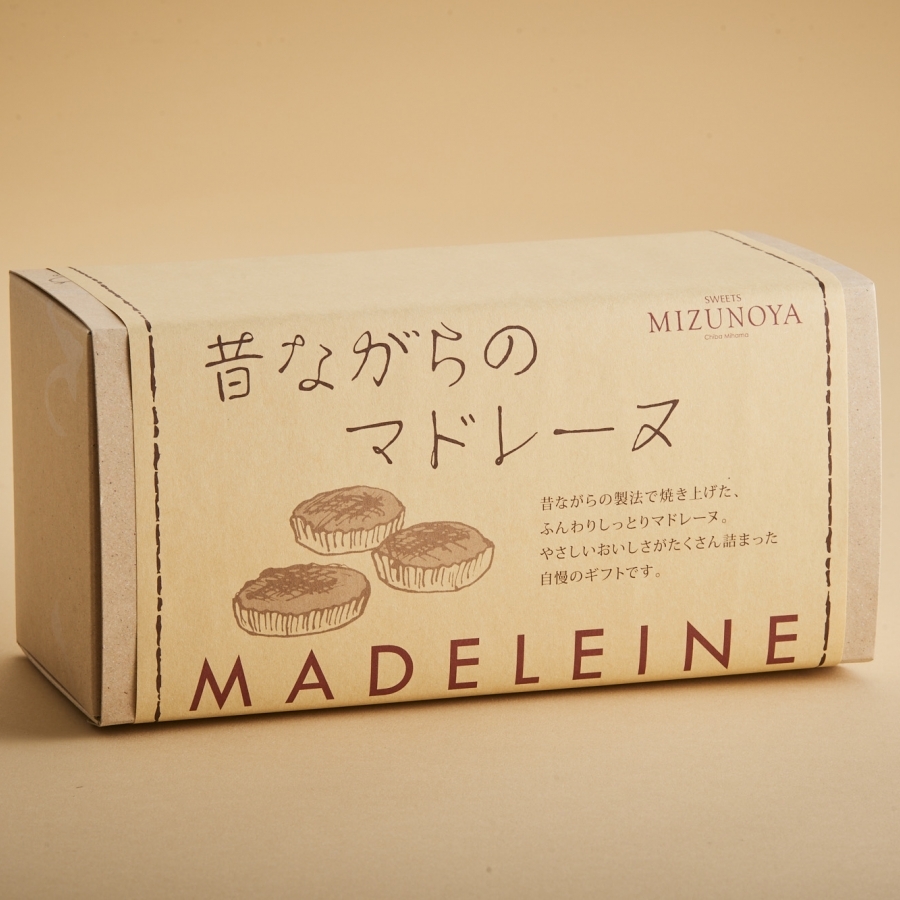 昔ながらの
マドレーヌ
SWEETS
MIZUNOYA
Chiba Mihama
昔ながらの製法で焼き上げた、
ふんわりしっとりマドレーヌ。
やさしいおいしさがたくさん詰まった
自慢のギフトです。
MADELEINE